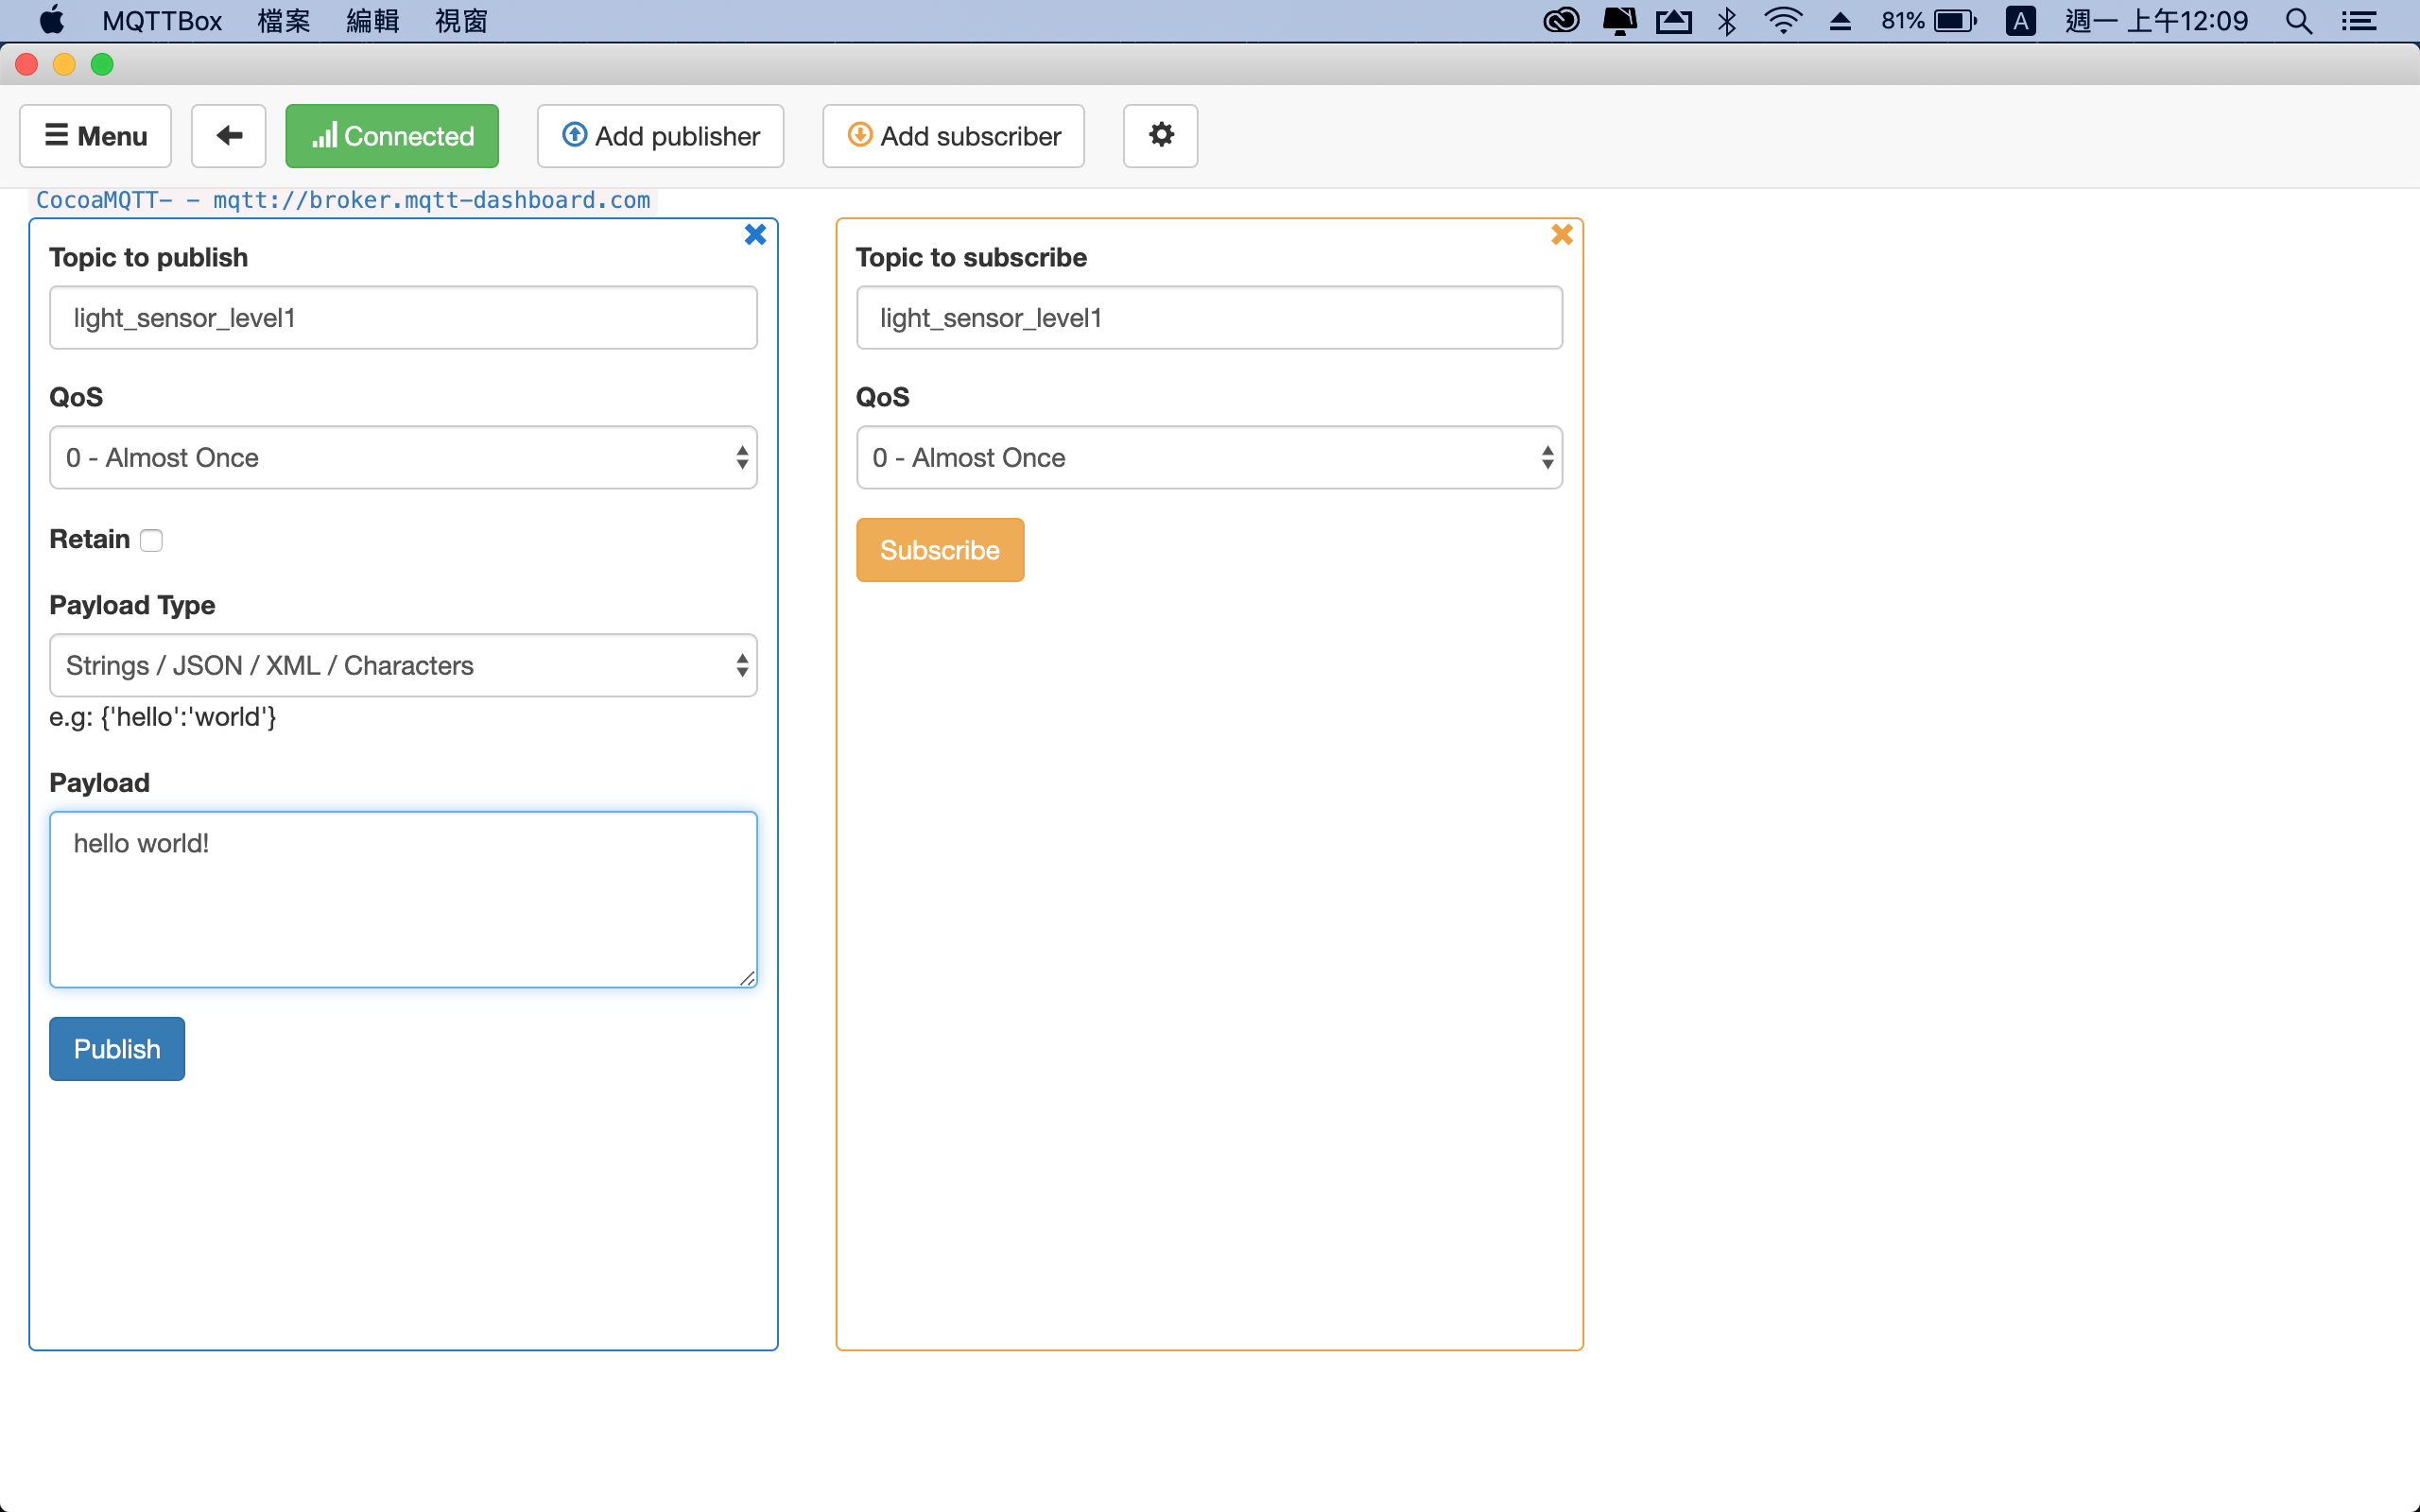 MQTTBox 檔案 編輯 視窗 81% A 週一 上午12:09
Menu Connected Add publisher Add subscriber
CocoaMQTT- - mqtt://broker.mqtt-dashboard.com
Topic to publish
light_sensor_level1
QoS
0 - Almost Once
Retain
Payload Type
Strings / JSON / XML / Characters
e.g: {'hello':'world'}
Payload
hello world!
Publish
Topic to subscribe
light_sensor_level1
QoS
0 - Almost Once
Subscribe